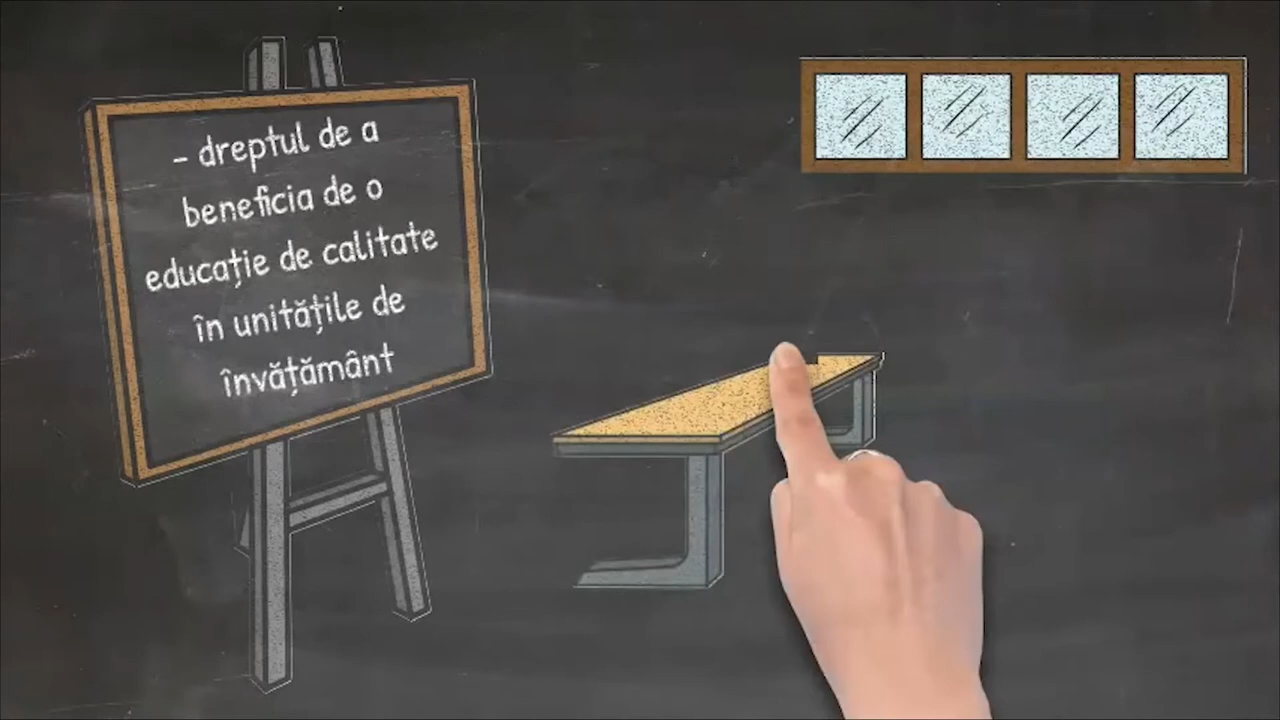 - dreptul de a
beneficia de o
educație de calitate
în unitățile de
învățământ